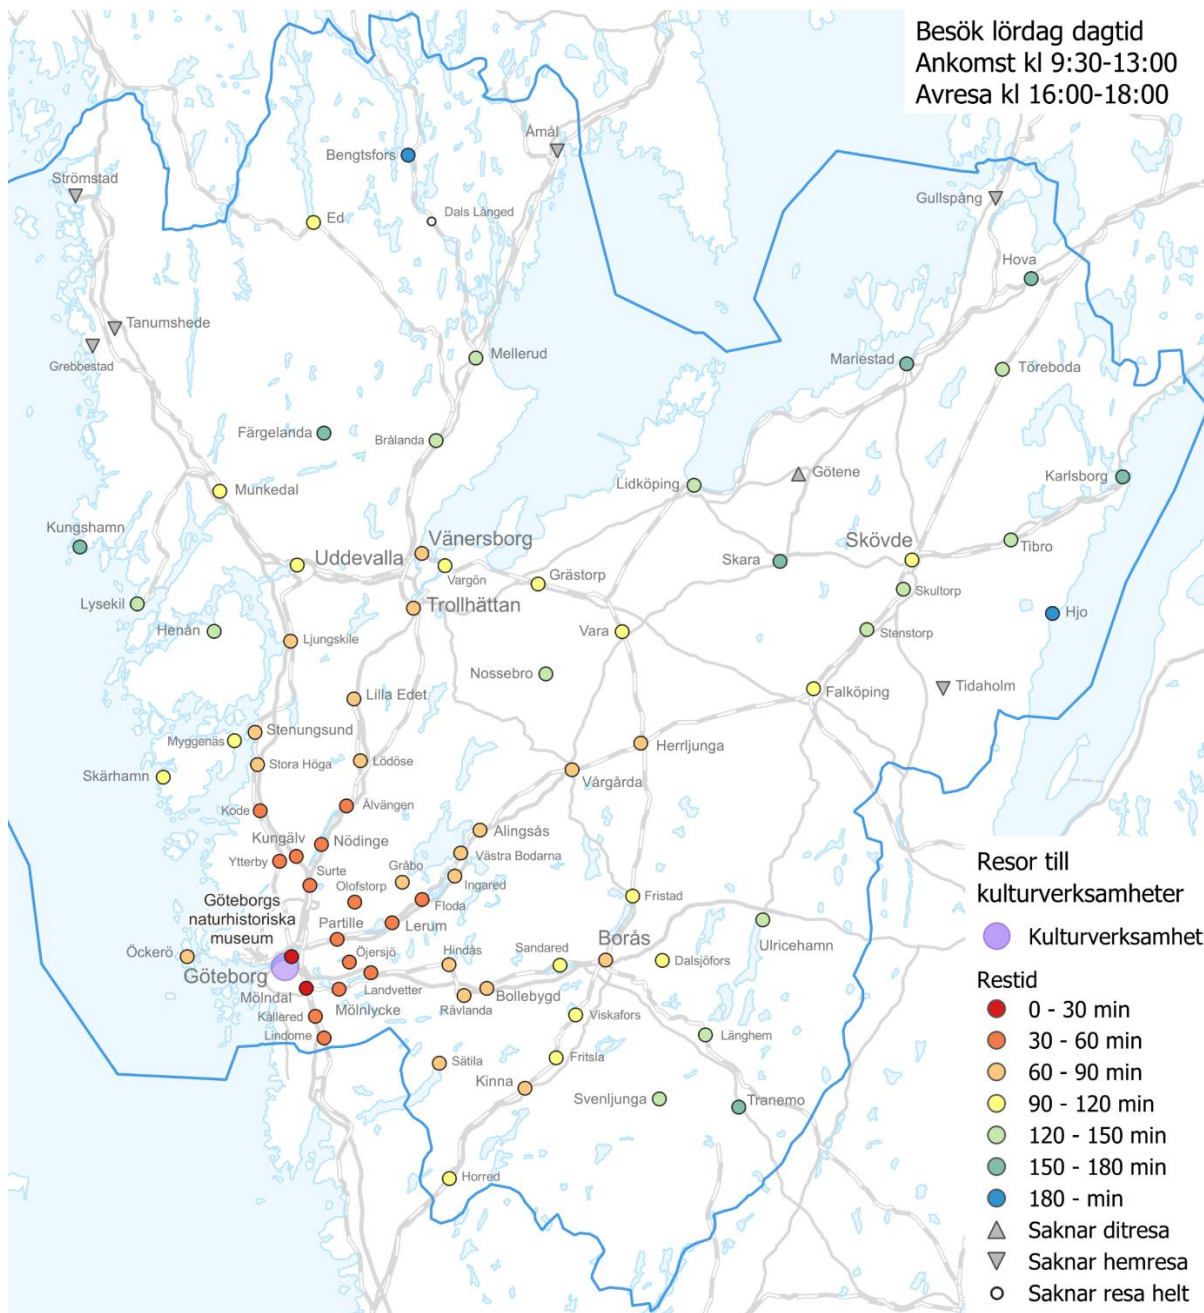 Besök lördag dagtid
Ankomst kl 9:30-13:00
Avresa kl 16:00-18:00
Åmål
Bengtsfors
Strömstad
Gullspång
Ed
Dals Långed
Hova
Tanumshede
Grebbestad
Mellerud
Mariestad
Töreboda
Färgelanda
Brålanda
Götene
Lidköping
Karlsborg
Munkedal
Kungshamn
Vänersborg
Skövde
Tibro
Uddevalla
Skara
Vargön
Grästorp
Skultorp
Lysekil
Trollhättan
Hjo
Henån
Ljungskile
Vara
Stenstorp
Nossebro
Tidaholm
Falköping
Lilla Edet
Stenungsund
Myggenäs
Herrljunga
Stora Höga
Lödöse
Skärhamn
Vårgårda
Kode
Älvängen
Alingsås
Kungälv
Nödinge
Västra Bodarna
Ytterby
Gråbo
Surte
Olofstorp
Ingared
Göteborgs
naturhistoriska
museum
Floda
Fristad
Partille
Lerum
Ulricehamn
Borås
Öckerö
Öjersjö
Hindås
Sandared
Dalsjöfors
Göteborg
Landvetter
Mölndal
Bollebygd
Rävlanda
Mölnlycke
Kållered
Viskafors
Lindome
Länghem
Sätila
Fritsla
Kinna
Svenljunga
Tranemo
Horred
Resor till
kulturverksamheter
Kulturverksamhet
Restid
0 - 30 min
30 - 60 min
60 - 90 min
90 - 120 min
120 - 150 min
150 - 180 min
180 - min
Saknar ditresa
Saknar hemresa
Saknar resa helt